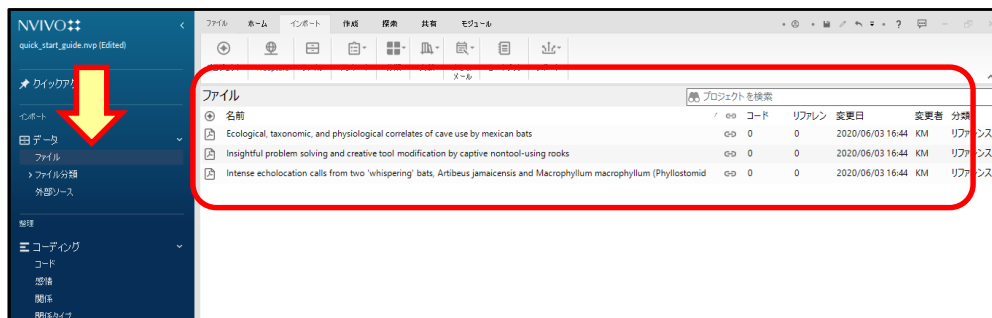 NVIVO
quick_start_guide.nvp (Edited)
クイックア
インポート
データ
ファイル
ファイル分類
外部ソース
整理
コーディング
コード
感情
関係
関係タイプ
ファイル ホーム インポート 作成 探索 共有 モジュール
メール
ファイル
プロジェクトを検索
名前 コード リファレン 変更日 変更者 分類
Ecological, taxonomic, and physiological correlates of cave use by mexican bats 0 0 2020/06/03 16:44 KM リファレンス
Insightful problem solving and creative tool modification by captive nontool-using rooks 0 0 2020/06/03 16:44 KM リファレンス
Intense echolocation calls from two 'whispering' bats, Artibeus jamaicensis and Macrophyllum macrophyllum (Phyllostomid 0 0 2020/06/03 16:44 KM リファレンス